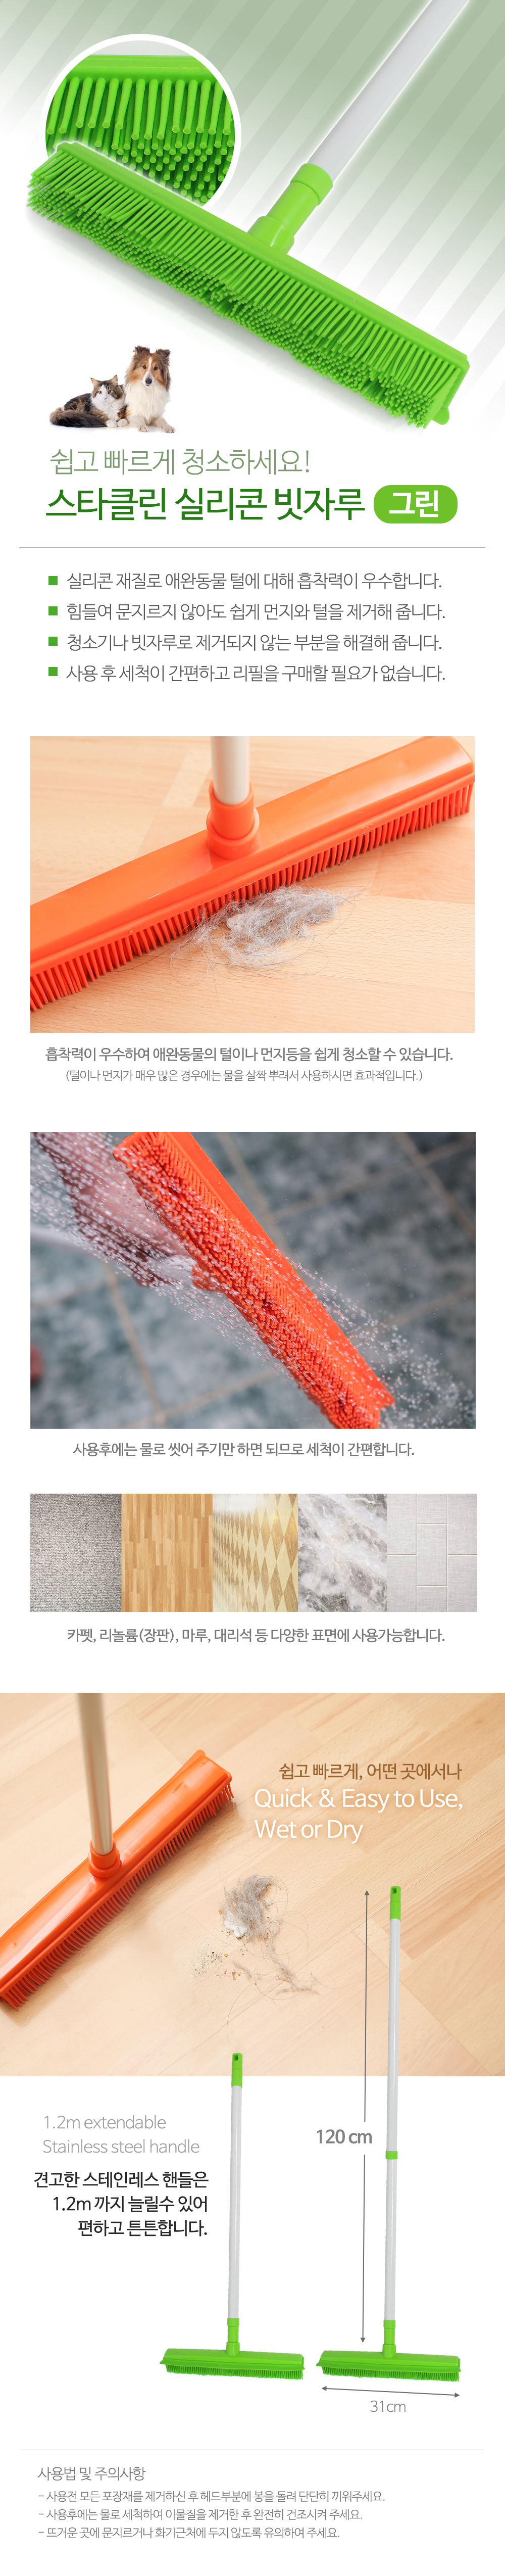 쉽고 빠르게 청소하세요!
스타클린 실리콘 빗자루 그린
실리콘 재질로 애완동물 털에 대해 흡착력이 우수합니다.
힘들여 문지르지 않아도 쉽게 먼지와 털을 제거해 줍니다.
청소기나 빗자루로 제거되지 않는 부분을 해결해 줍니다.
사용 후 세척이 간편하고 리필을 구매할 필요가 없습니다.
흡착력이 우수하여 애완동물의 털이나 먼지등을 쉽게 청소할 수 있습니다.
(털이나 먼지가 매우 많은 경우에는 물을 살짝 뿌려서 사용하시면 효과적입니다.)
사용후에는 물로 씻어 주기만 하면 되므로 세척이 간편합니다.
카펫, 리놀륨(장판), 마루, 대리석 등 다양한 표면에 사용가능합니다.
쉽고 빠르게, 어떤 곳에서나
Quick & Easy to Use,
Wet or Dry
1.2m extendable
Stainless steel handle
견고한 스테인레스 핸들은
1.2m 까지 늘릴수 있어
편하고 튼튼합니다.
120 cm
31cm
사용법 및 주의사항
- 사용전 모든 포장재를 제거하신 후 헤드부분에 봉을 돌려 단단히 끼워주세요.
- 사용후에는 물로 세척하여 이물질을 제거한 후 완전히 건조시켜 주세요.
- 뜨거운 곳에 문지르거나 화기근처에 두지 않도록 유의하여 주세요.